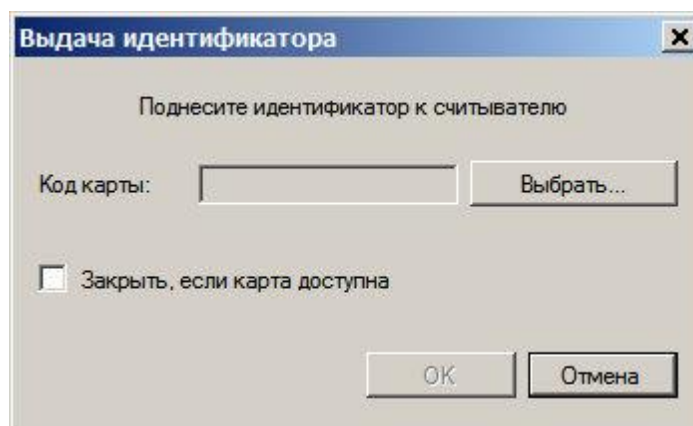 Выдача идентификатора
Поднесите идентификатор к считывателю
Код карты:
Выбрать...
Закрыть, если карта доступна
OK
Отмена